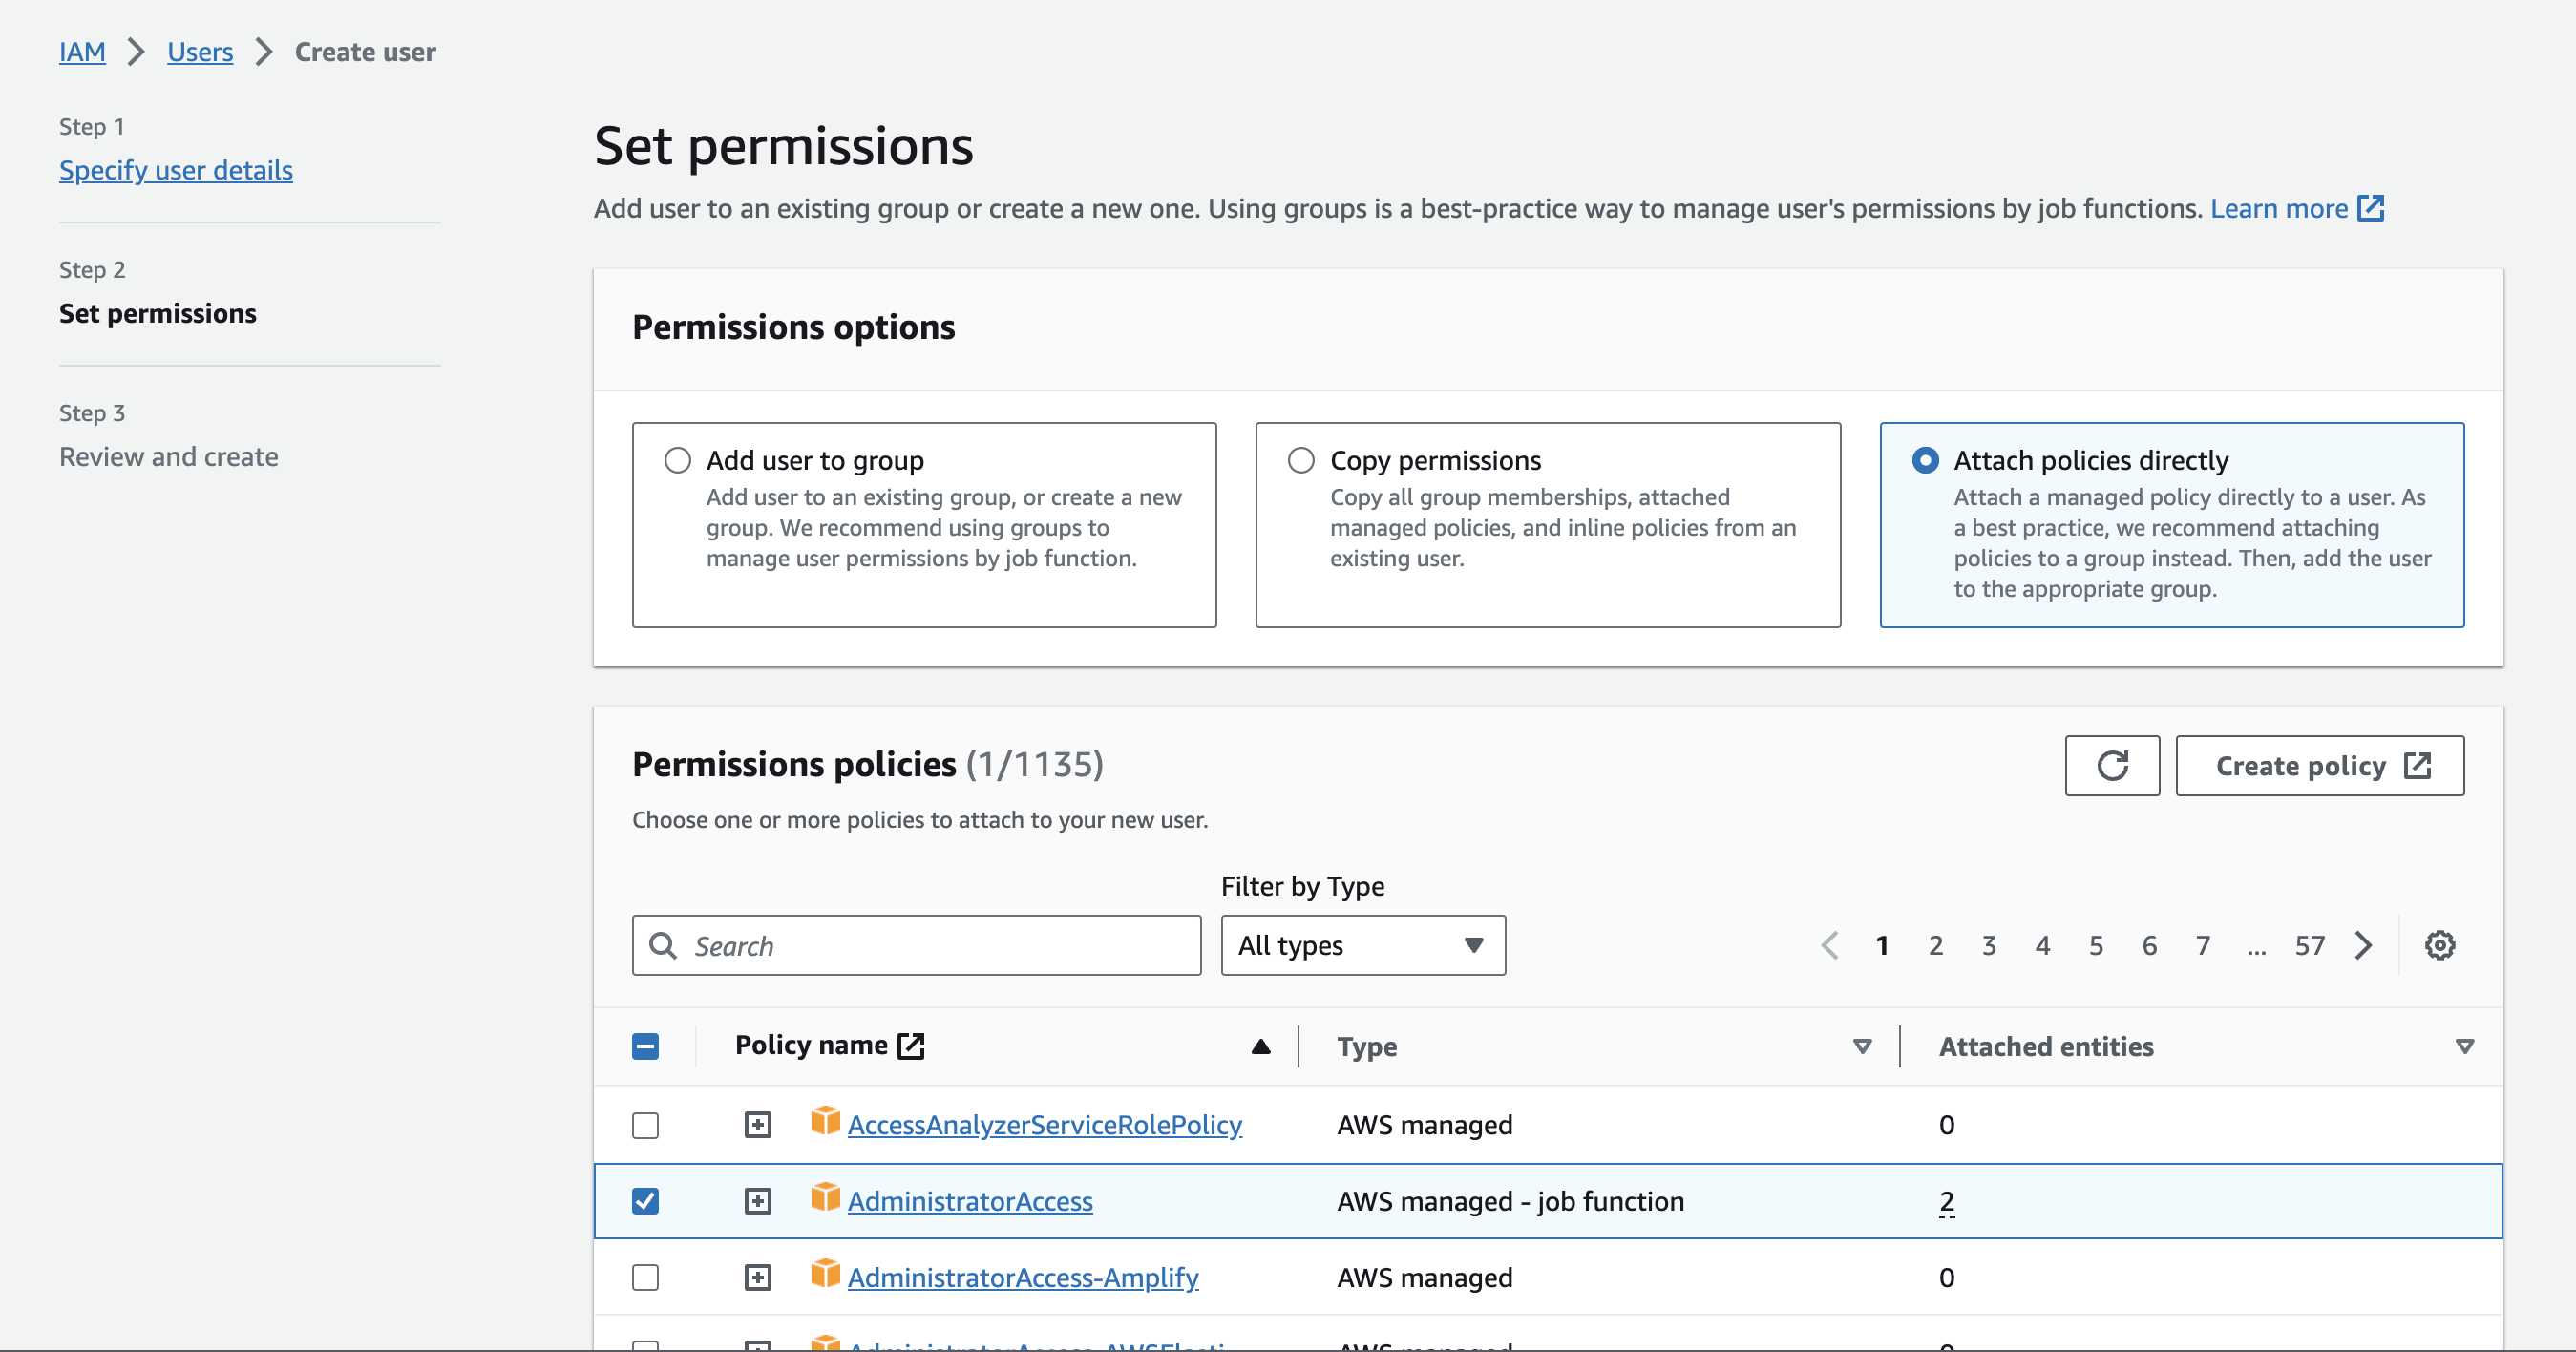 IAM > Users > Create user
Step 1
Specify user details
Step 2
Set permissions
Step 3
Review and create
Set permissions
Add user to an existing group or create a new one. Using groups is a best-practice way to manage user's permissions by job functions. Learn more
Permissions options
Add user to group
Add user to an existing group, or create a new
group. We recommend using groups to
manage user permissions by job function.
Copy permissions
Copy all group memberships, attached
managed policies, and inline policies from an
existing user.
Attach policies directly
Attach a managed policy directly to a user. As
a best practice, we recommend attaching
policies to a group instead. Then, add the user
to the appropriate group.
Permissions policies (1/1135)
Create policy
Choose one or more policies to attach to your new user.
Filter by Type
Search
All types
1 2 3 4 5 6 7 ... 57
Policy name Type Attached entities
AccessAnalyzerServiceRolePolicy AWS managed 0
AdministratorAccess AWS managed - job function 2
AdministratorAccess-Amplify AWS managed 0
AdministratorAccess-AWSElasti AWS managed 0